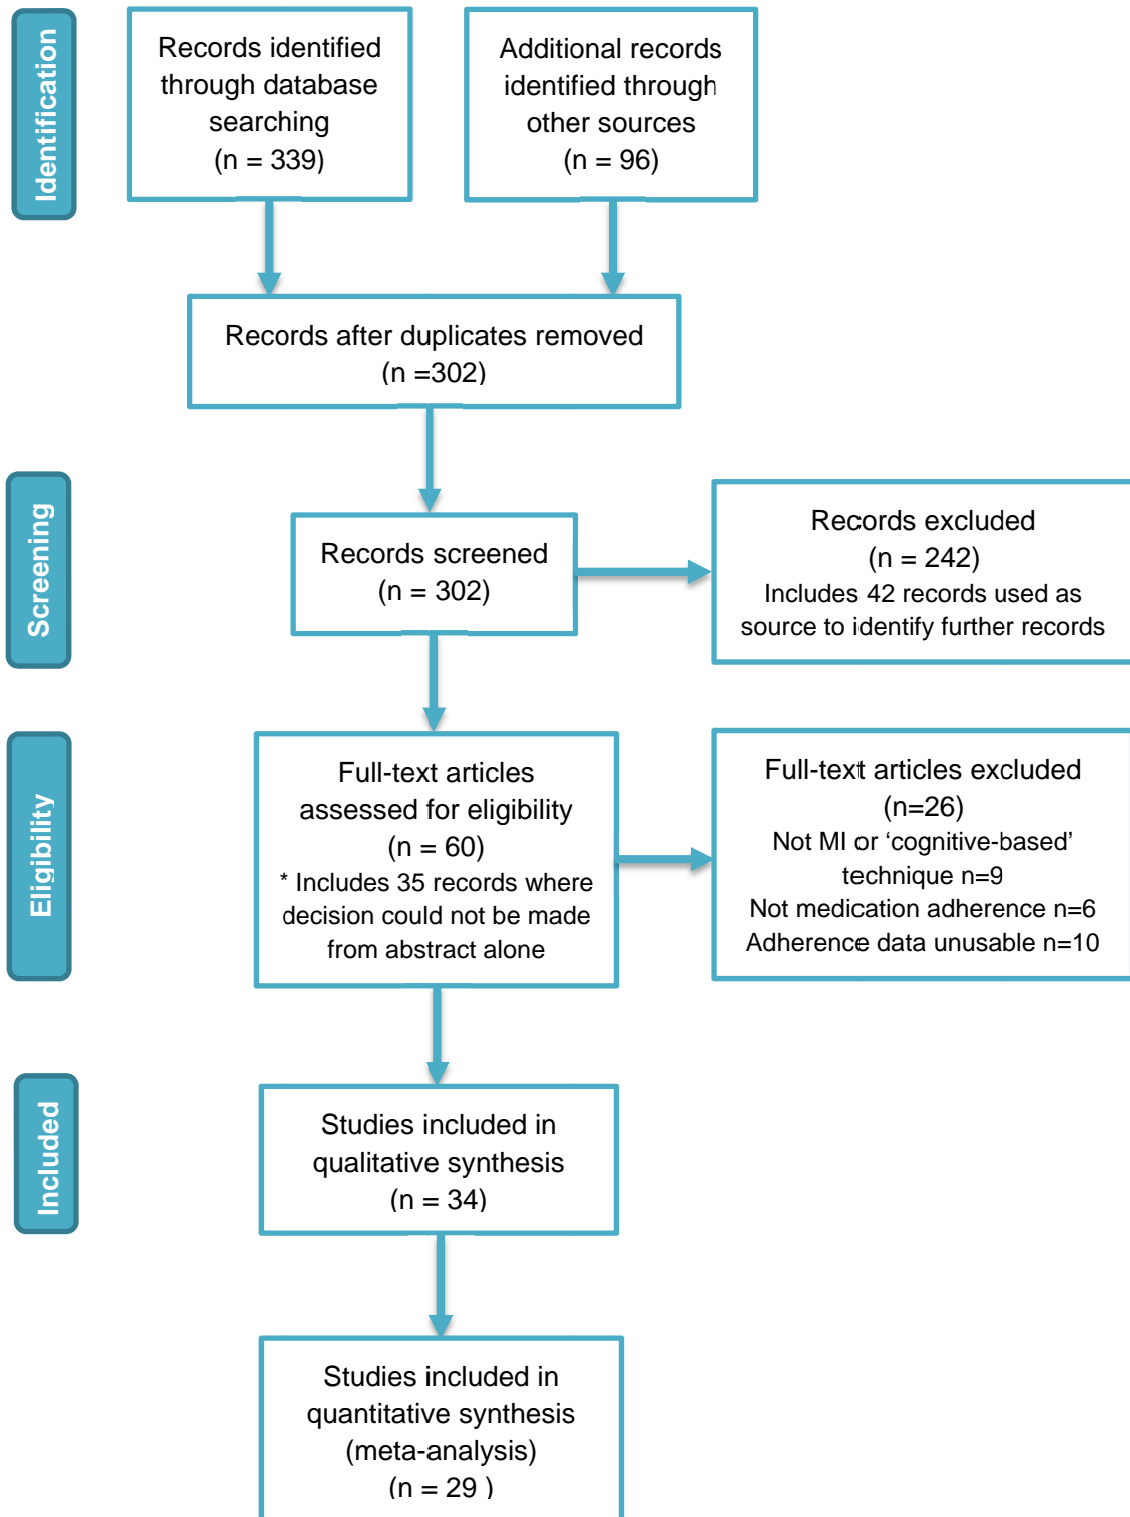 Identification
Records identified
through database
searching
(n = 339)
Additional records
identified through
other sources
(n = 96)
Records after duplicates removed
(n =302)
Screening
Records screened
(n = 302)
Records excluded
(n = 242)
Includes 42 records used as
source to identify further records
Eligibility
Full-text articles
assessed for eligibility
(n = 60)
* Includes 35 records where
decision could not be made
from abstract alone
Full-text articles excluded
(n=26)
Not MI or ‘cognitive-based’
technique n=9
Not medication adherence n=6
Adherence data unusable n=10
Included
Studies included in
qualitative synthesis
(n = 34)
Studies included in
quantitative synthesis
(meta-analysis)
(n = 29 )